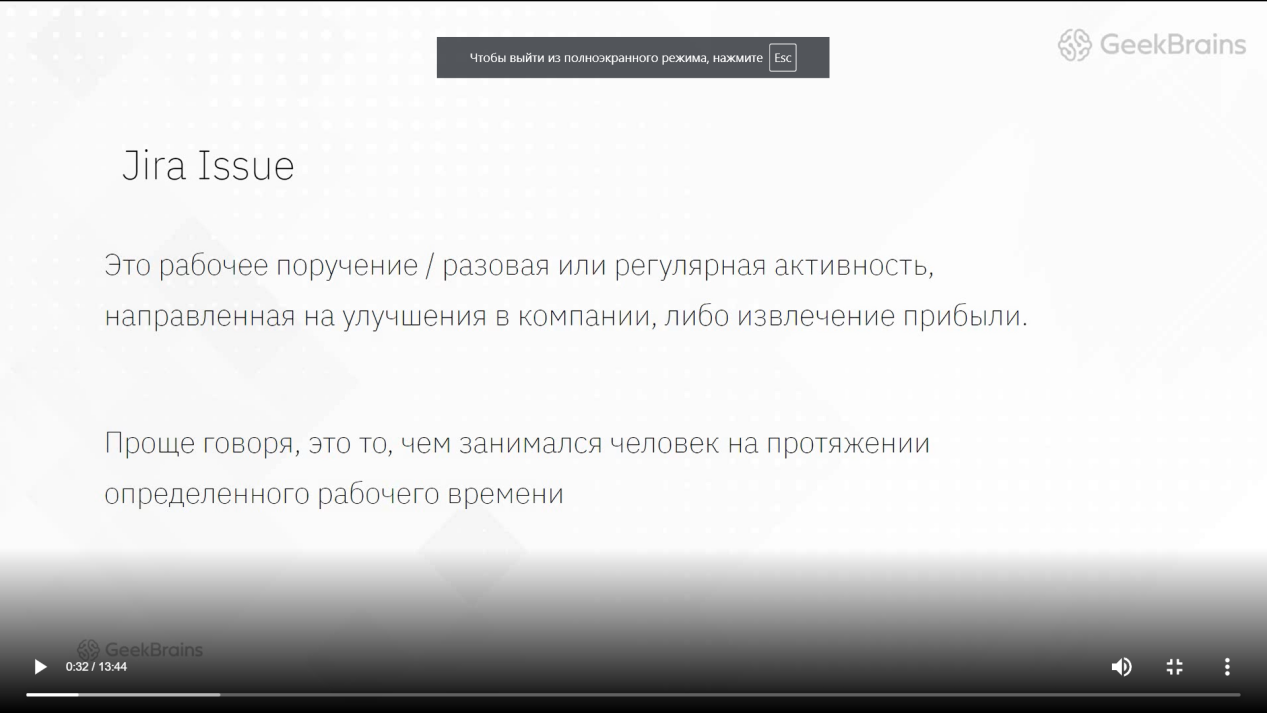 Чтобы выйти из полноэкранного режима, нажмите Esc
GeekBrains
Jira Issue
Это рабочее поручение / разовая или регулярная активность,
направленная на улучшения в компании, либо извлечение прибыли.
Проще говоря, это то, чем занимался человек на протяжении
определенного рабочего времени
GeekBrains
0:32 / 13:44